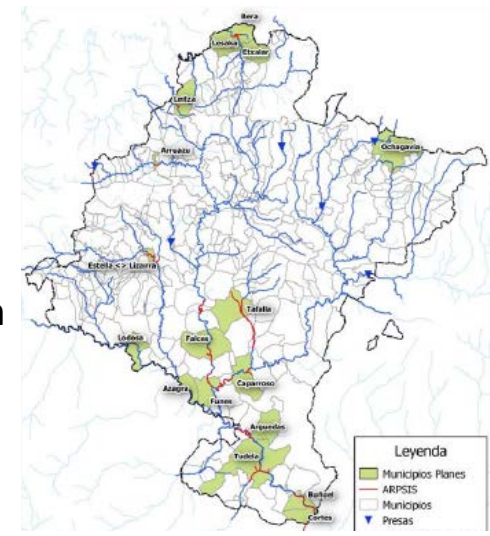 Bera
Lesaka
Etxalar
Leitza
Ochagavía
Arruazu
Estella <> Lizarra
Tafalla
Lodosa
Falces
Caparroso
Azagra
Funes
Arguedas
Tudela
Buñuel
Cortes
n
Leyenda
Municipios Planes
ARPSIS
Municipios
Presas